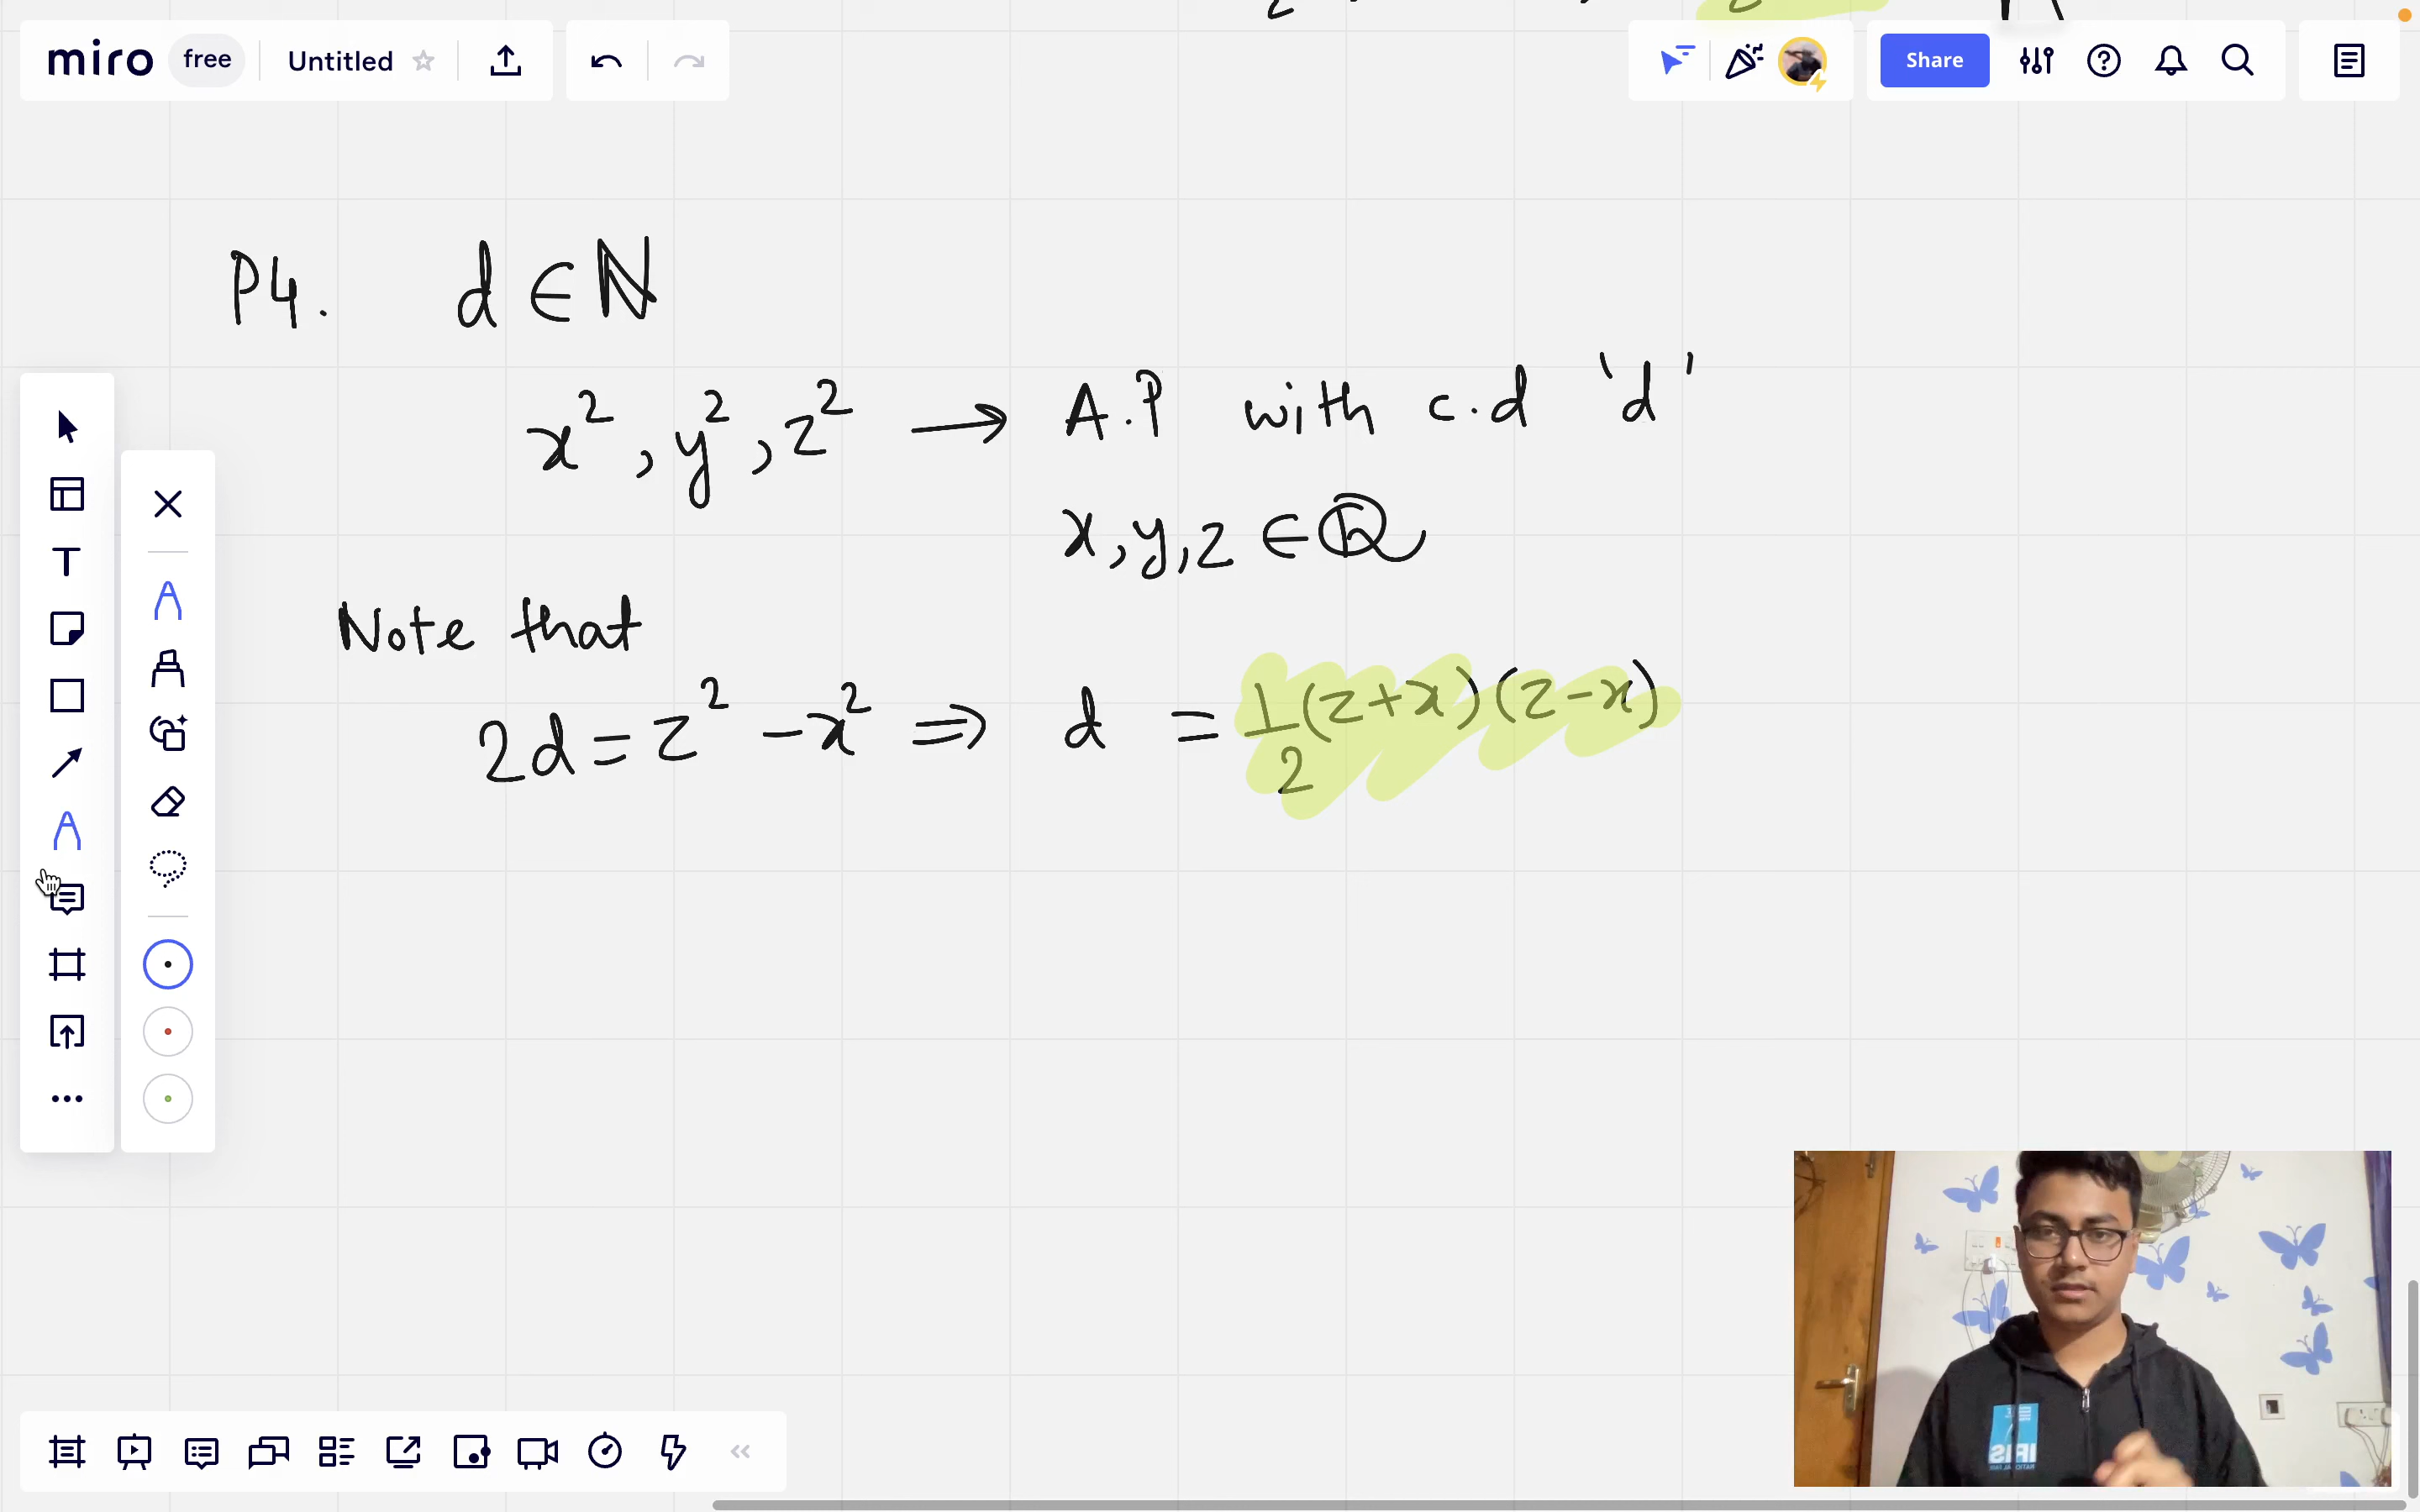 miro free Untitled Share
P4. d ∈ ℕ
x², y², z² → A.P with c.d 'd'
x, y, z ∈ ℚ
Note that
2d = z² - x² ⇒ d = 1/2 (z+x)(z-x)